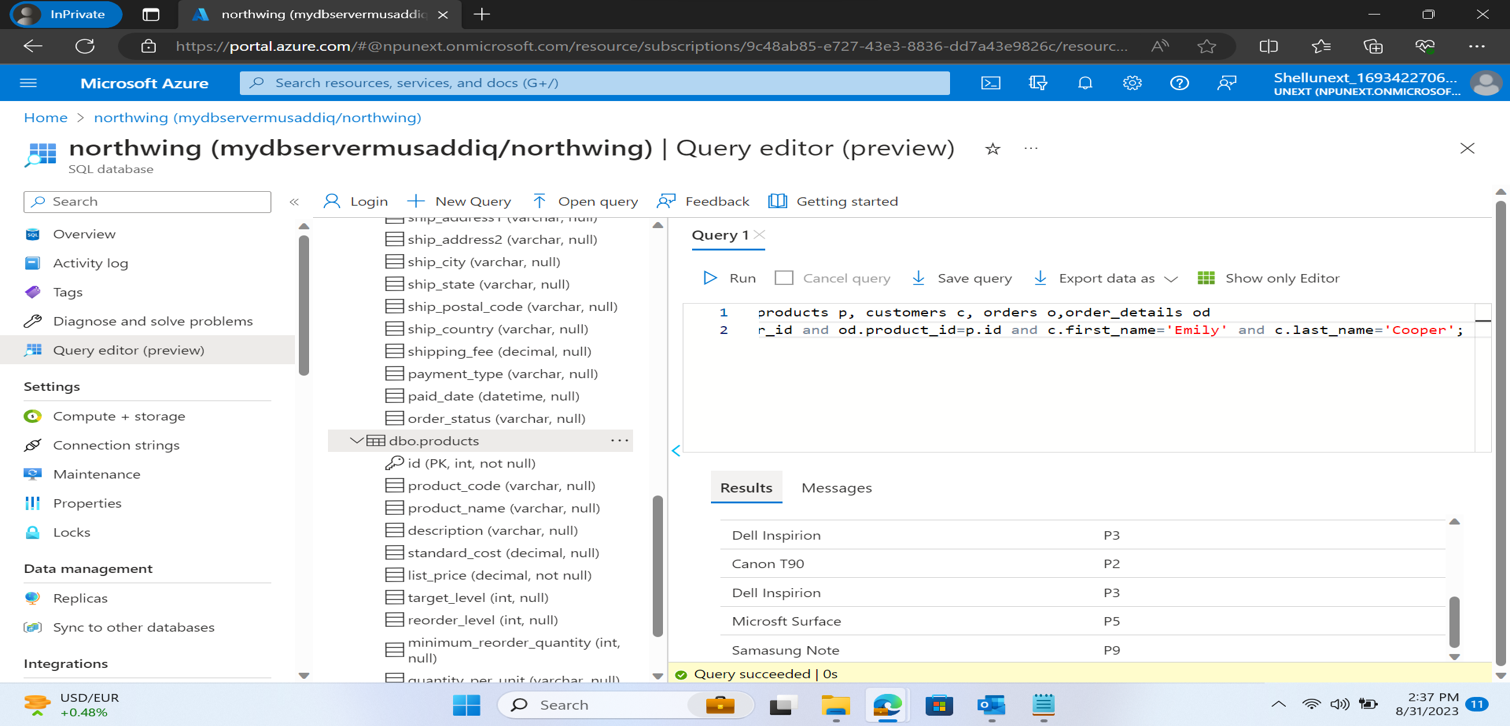 InPrivate
northwing (mydbservermusaddiq
https://portal.azure.com/#@npunext.onmicrosoft.com/resource/subscriptions/9c48ab85-e727-43e3-8836-dd7a43e9826c/resourc...
Microsoft Azure
Search resources, services, and docs (G+/)
Shellunext_1693422706...
UNEXT (NPUNEXT.ONMICROSOF...
Home > northwing (mydbservermusaddiq/northwing)
northwing (mydbservermusaddiq/northwing) | Query editor (preview)
SQL database
Search
Overview
Activity log
Tags
Diagnose and solve problems
Query editor (preview)
Settings
Compute + storage
Connection strings
Maintenance
Properties
Locks
Data management
Replicas
Sync to other databases
Integrations
Login
New Query
Open query
Feedback
Getting started
ship_address1 (varchar, null)
ship_address2 (varchar, null)
ship_city (varchar, null)
ship_state (varchar, null)
ship_postal_code (varchar, null)
ship_country (varchar, null)
shipping_fee (decimal, null)
payment_type (varchar, null)
paid_date (datetime, null)
order_status (varchar, null)
dbo.products
id (PK, int, not null)
product_code (varchar, null)
product_name (varchar, null)
description (varchar, null)
standard_cost (decimal, null)
list_price (decimal, not null)
target_level (int, null)
reorder_level (int, null)
minimum_reorder_quantity (int,
null)
quantity_per_unit (varchar, null)
Query 1
Run
Cancel query
Save query
Export data as
Show only Editor
1 products p, customers c, orders o,order_details od
2 r_id and od.product_id=p.id and c.first_name='Emily' and c.last_name='Cooper';
Results
Messages
Dell Inspirion P3
Canon T90 P2
Dell Inspirion P3
Microsft Surface P5
Samasung Note P9
Query succeeded | 0s
USD/EUR
+0.48%
Search
2:37 PM
8/31/2023
11